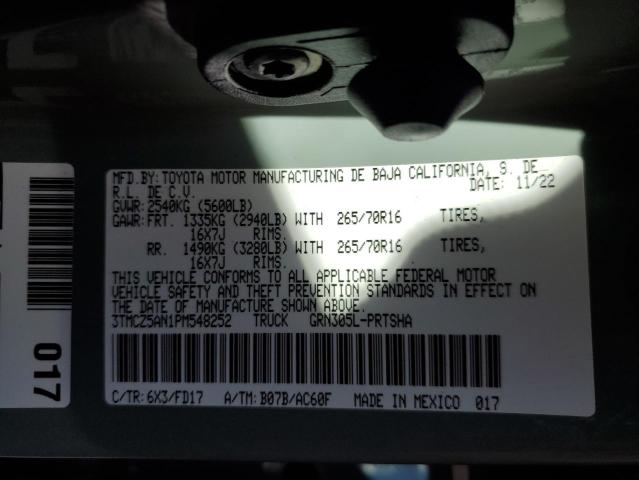 MFD.BY:TOYOTA MOTOR MANUFACTURING DE BAJA CALIFORNIA, S. DE
R.L. DE C.V. DATE: 11/22
GVWR:2540KG (5600LB)
GAWR:FRT. 1335KG (2940LB) WITH 265/70R16 TIRES,
16X7J RIMS.
RR. 1490KG (3280LB) WITH 265/70R16 TIRES,
16X7J RIMS.
THIS VEHICLE CONFORMS TO ALL APPLICABLE FEDERAL MOTOR
VEHICLE SAFETY AND THEFT PREVENTION STANDARDS IN EFFECT ON
THE DATE OF MANUFACTURE SHOWN ABOVE.
3TMCZ5AN1PM548252 TRUCK GRN305L-PRTSHA
C/TR:6X3/FD17 A/TM:B07B/AC60F MADE IN MEXICO 017
017